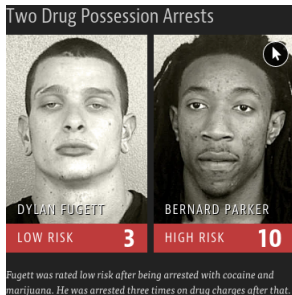 Two Drug Possession Arrests
DYLAN FUGETT
BERNARD PARKER
LOW RISK 3
HIGH RISK 10
Fugett was rated low risk after being arrested with cocaine and
marijuana. He was arrested three times on drug charges after that.